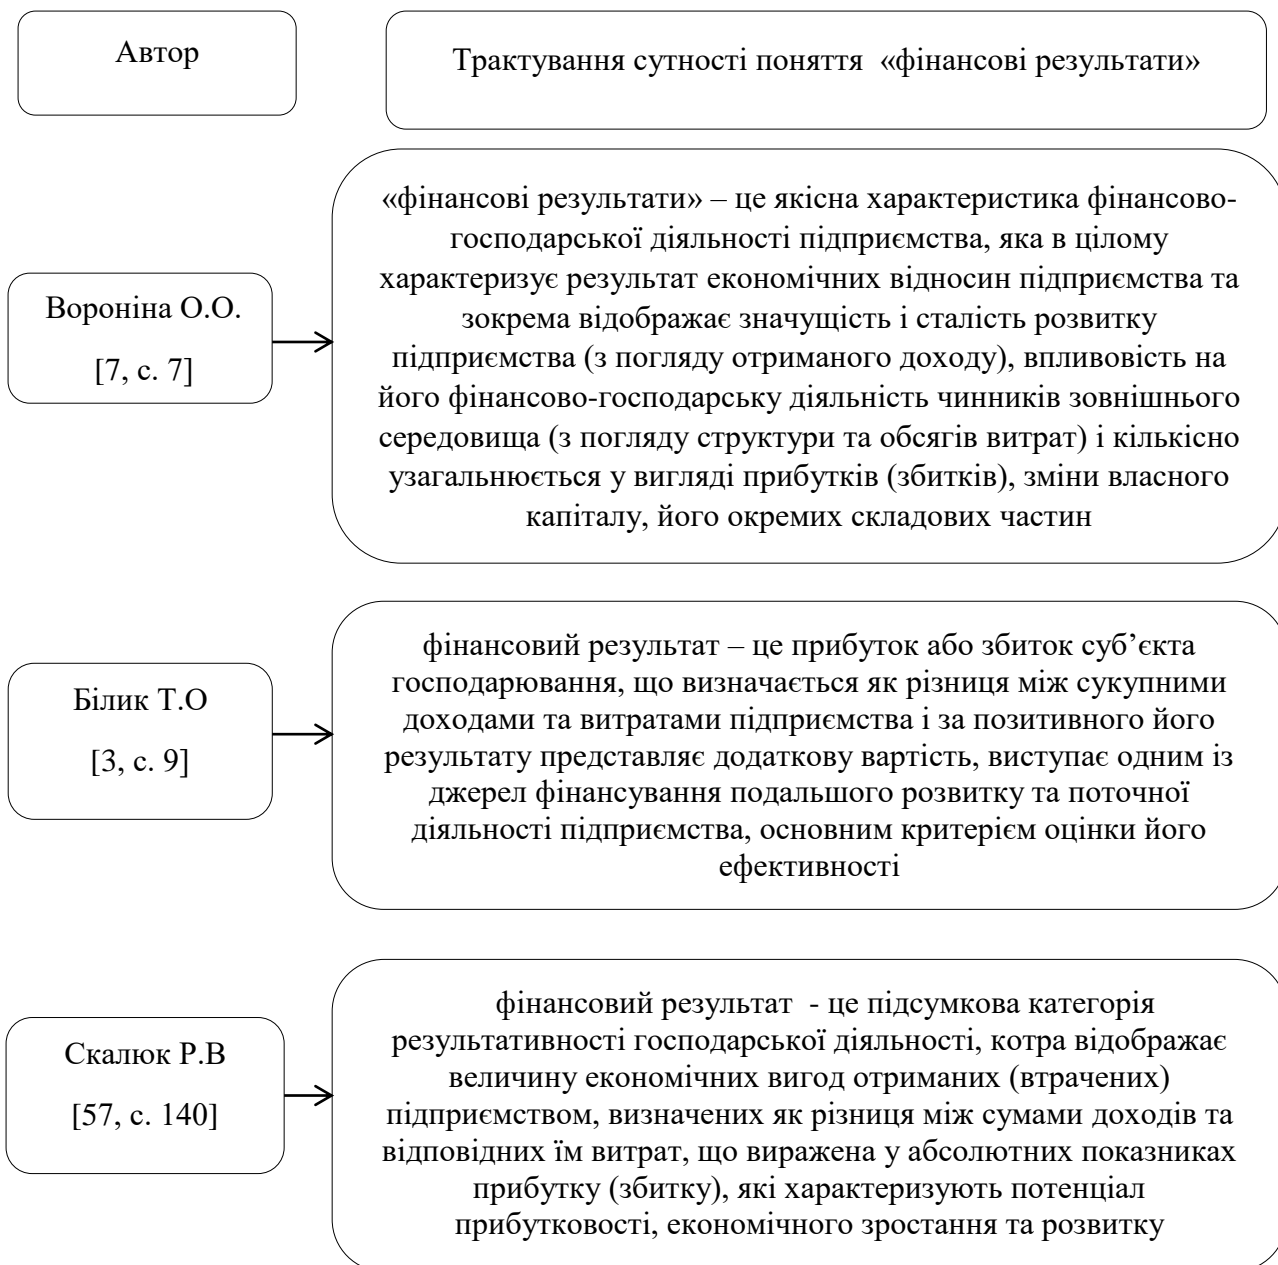 Автор
Трактування сутності поняття «фінансові результати»
Вороніна О.О.
[7, с. 7]
«фінансові результати» – це якісна характеристика фінансово-
господарської діяльності підприємства, яка в цілому
характеризує результат економічних відносин підприємства та
зокрема відображає значущість і сталість розвитку
підприємства (з погляду отриманого доходу), впливовість на
його фінансово-господарську діяльність чинників зовнішнього
середовища (з погляду структури та обсягів витрат) і кількісно
узагальнюється у вигляді прибутків (збитків), зміни власного
капіталу, його окремих складових частин
Білик Т.О
[3, с. 9]
фінансовий результат – це прибуток або збиток суб’єкта
господарювання, що визначається як різниця між сукупними
доходами та витратами підприємства і за позитивного його
результату представляє додаткову вартість, виступає одним із
джерел фінансування подальшого розвитку та поточної
діяльності підприємства, основним критерієм оцінки його
ефективності
Скалюк Р.В
[57, с. 140]
фінансовий результат - це підсумкова категорія
результативності господарської діяльності, котра відображає
величину економічних вигод отриманих (втрачених)
підприємством, визначених як різниця між сумами доходів та
відповідних їм витрат, що виражена у абсолютних показниках
прибутку (збитку), які характеризують потенціал
прибутковості, економічного зростання та розвитку